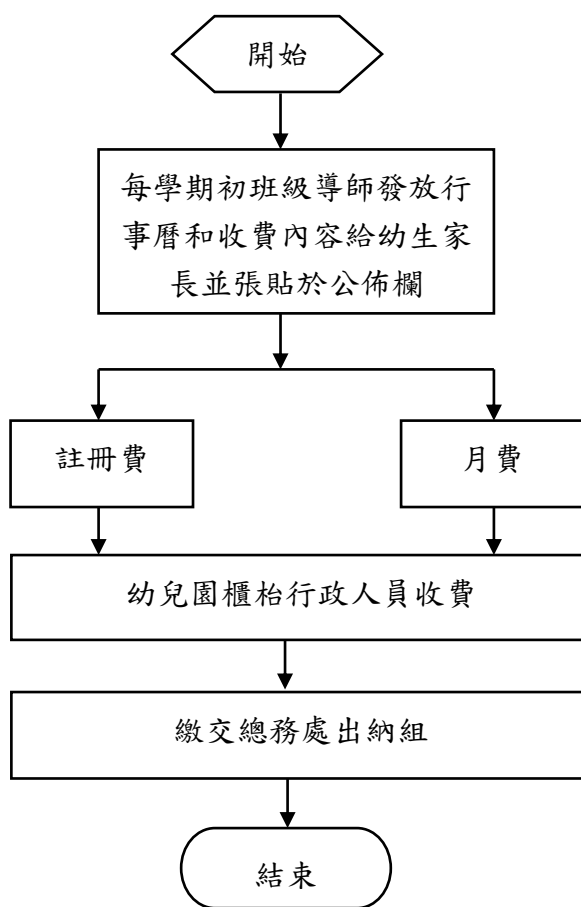 開始
每學期初班級導師發放行
事曆和收費內容給幼生家
長並張貼於公佈欄
註冊費
月費
幼兒園櫃枱行政人員收費
繳交總務處出納組
結束